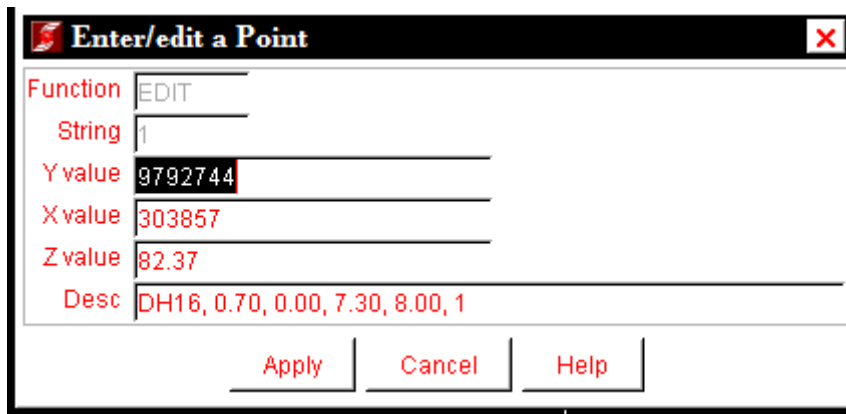 Enter/edit a Point
Function EDIT
String 1
Y value 9792744
X value 303857
Z value 82.37
Desc DH16, 0.70, 0.00, 7.30, 8.00, 1
Apply Cancel Help